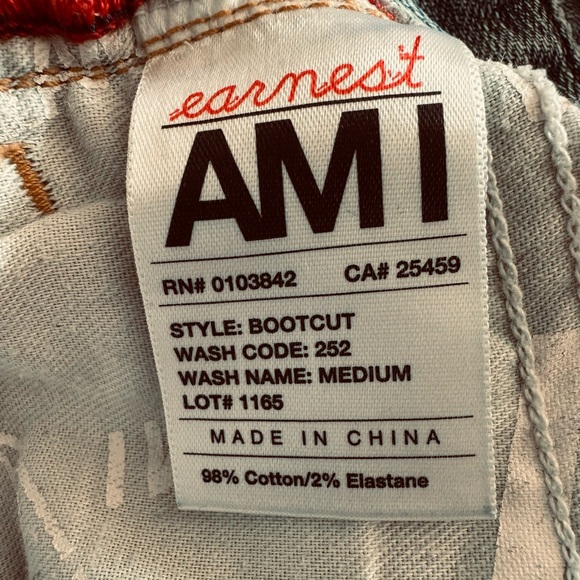 earnest
AM I
RN# 0103842 CA# 25459
STYLE: BOOTCUT
WASH CODE: 252
WASH NAME: MEDIUM
LOT# 1165
MADE IN CHINA
98% Cotton/2% Elastane